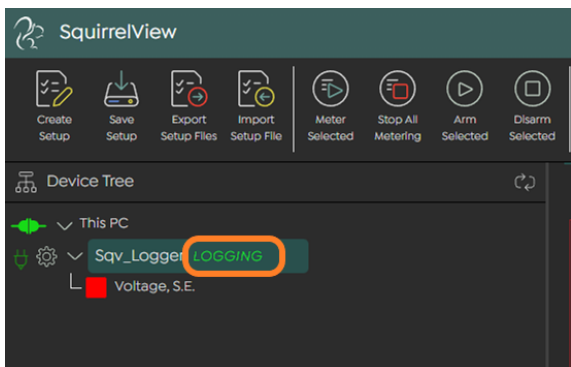 SquirrelView
Create Setup
Save Setup
Export Setup Files
Import Setup File
Meter Selected
Stop All Metering
Arm Selected
Disarm Selected
Device Tree
This PC
Sqv_Logger LOGGING
Voltage, S.E.